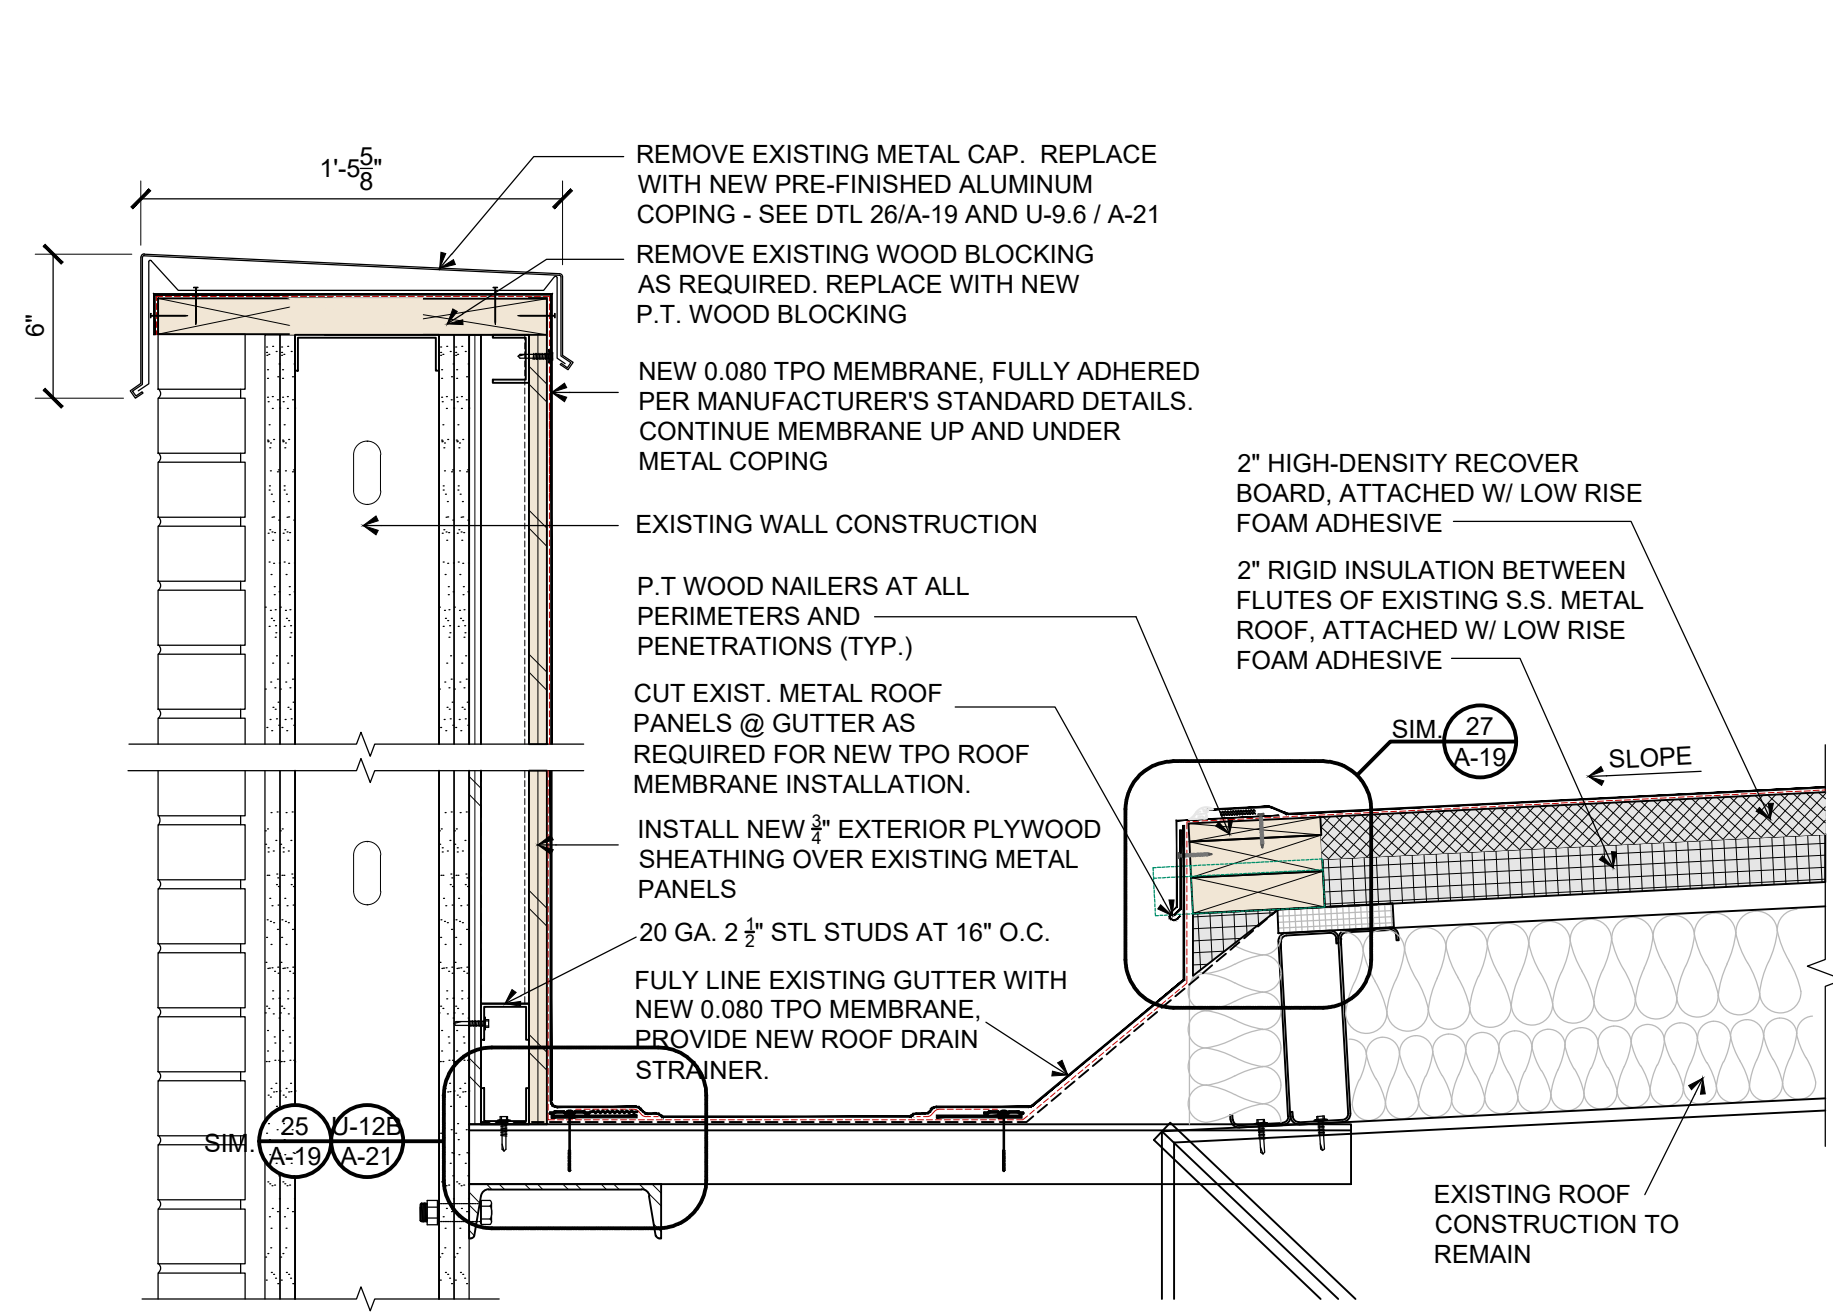 1'-5 5/8"
6"
REMOVE EXISTING METAL CAP. REPLACE
WITH NEW PRE-FINISHED ALUMINUM
COPING - SEE DTL 26/A-19 AND U-9.6 / A-21
REMOVE EXISTING WOOD BLOCKING
AS REQUIRED. REPLACE WITH NEW
P.T. WOOD BLOCKING
NEW 0.080 TPO MEMBRANE, FULLY ADHERED
PER MANUFACTURER'S STANDARD DETAILS.
CONTINUE MEMBRANE UP AND UNDER
METAL COPING
EXISTING WALL CONSTRUCTION
P.T WOOD NAILERS AT ALL
PERIMETERS AND
PENETRATIONS (TYP.)
CUT EXIST. METAL ROOF
PANELS @ GUTTER AS
REQUIRED FOR NEW TPO ROOF
MEMBRANE INSTALLATION.
INSTALL NEW 3/4" EXTERIOR PLYWOOD
SHEATHING OVER EXISTING METAL
PANELS
20 GA. 2 1/2" STL STUDS AT 16" O.C.
FULY LINE EXISTING GUTTER WITH
NEW 0.080 TPO MEMBRANE,
PROVIDE NEW ROOF DRAIN
STRAINER.
2" HIGH-DENSITY RECOVER
BOARD, ATTACHED W/ LOW RISE
FOAM ADHESIVE
2" RIGID INSULATION BETWEEN
FLUTES OF EXISTING S.S. METAL
ROOF, ATTACHED W/ LOW RISE
FOAM ADHESIVE
SIM.
27
A-19
SLOPE
SIM.
25
A-19
U-12B
A-21
EXISTING ROOF
CONSTRUCTION TO
REMAIN